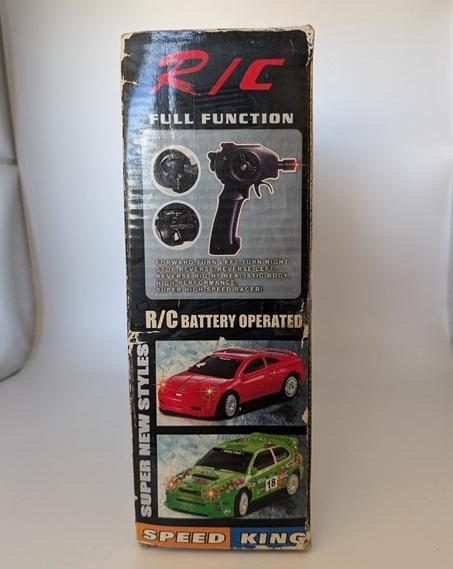 R/C
FULL FUNCTION
FORWARD-TURN LEFT-TURN RIGHT
STOP-REVERSE-REVERSE LEFT-
REVERSE RIGHT REALISTIC BODY.
HIGH-PERFORMANCE.
SUPER HIGH-SPEED RACER!
R/C BATTERY OPERATED
SUPER NEW STYLES
18
SPEED KING